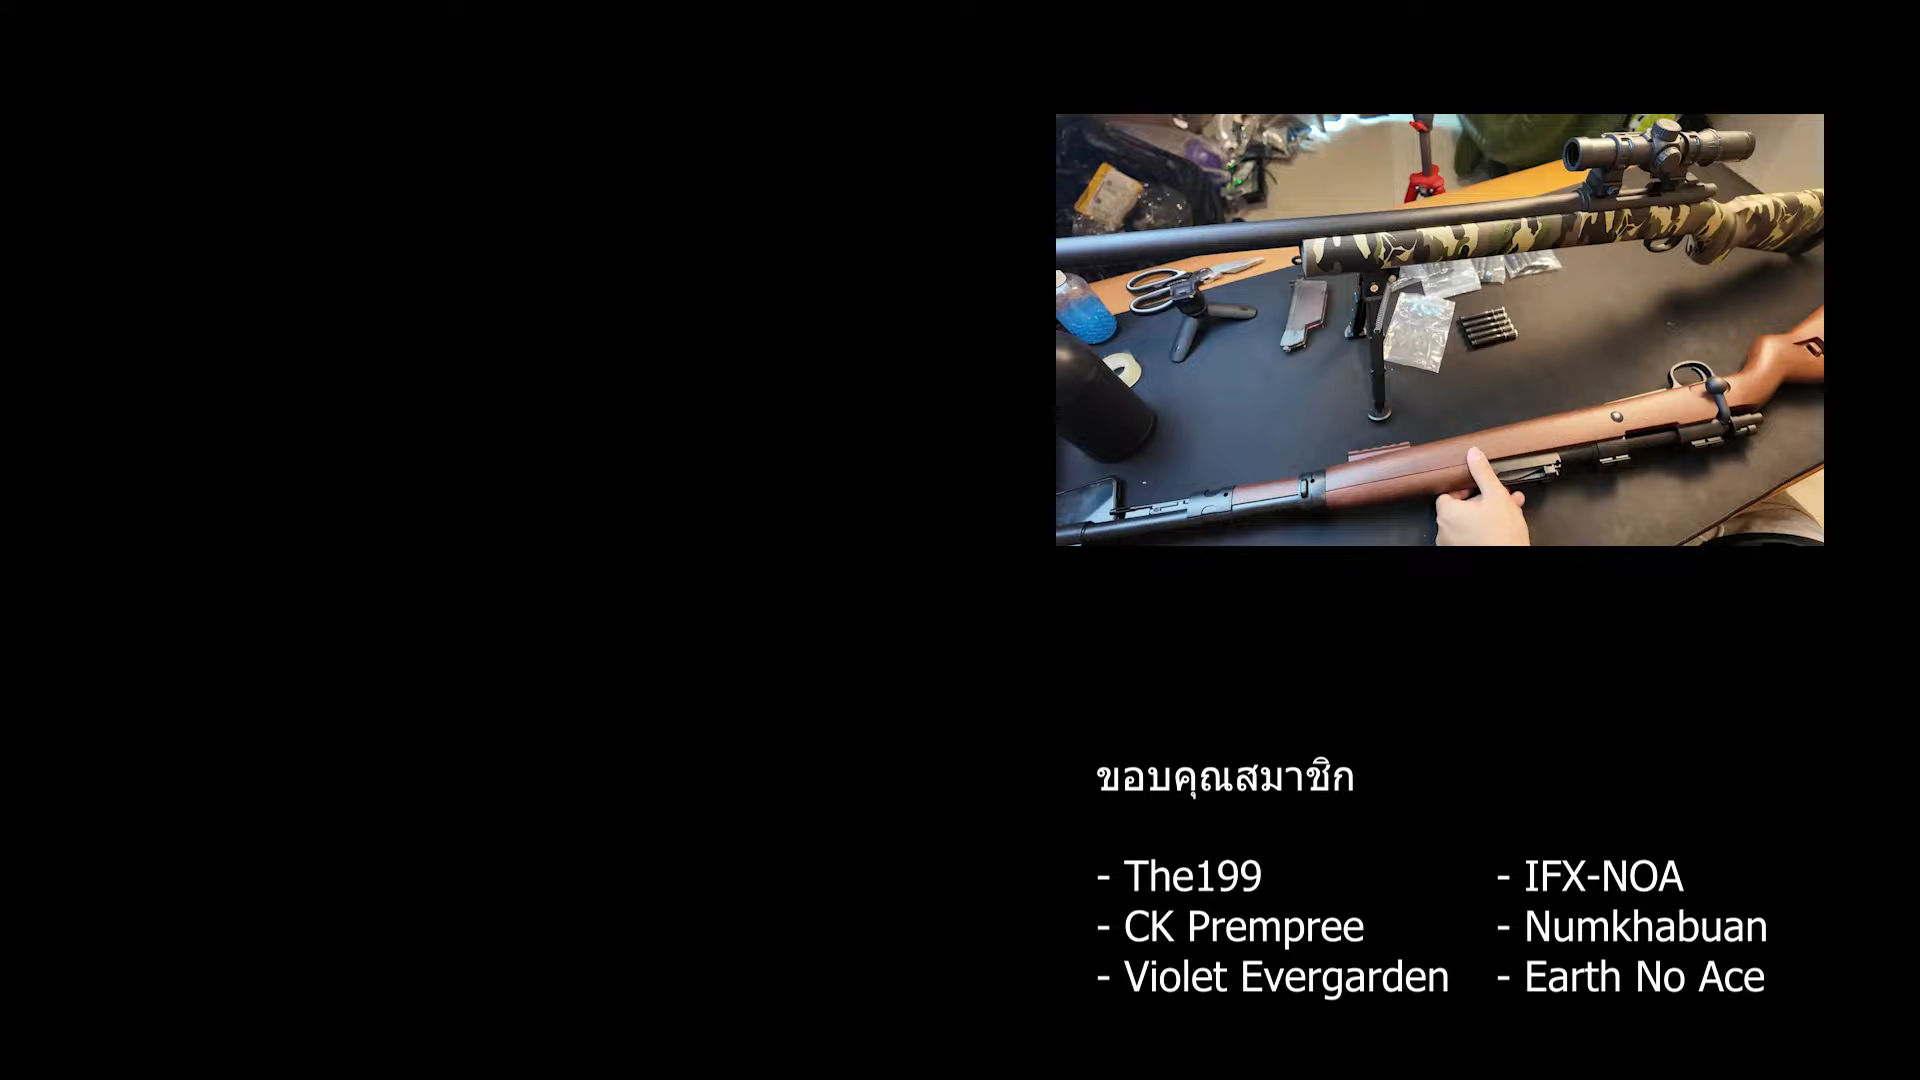 ขอบคุณสมาชิก
- The199
- CK Prempree
- Violet Evergarden
- IFX-NOA
- Numkhabuan
- Earth No Ace